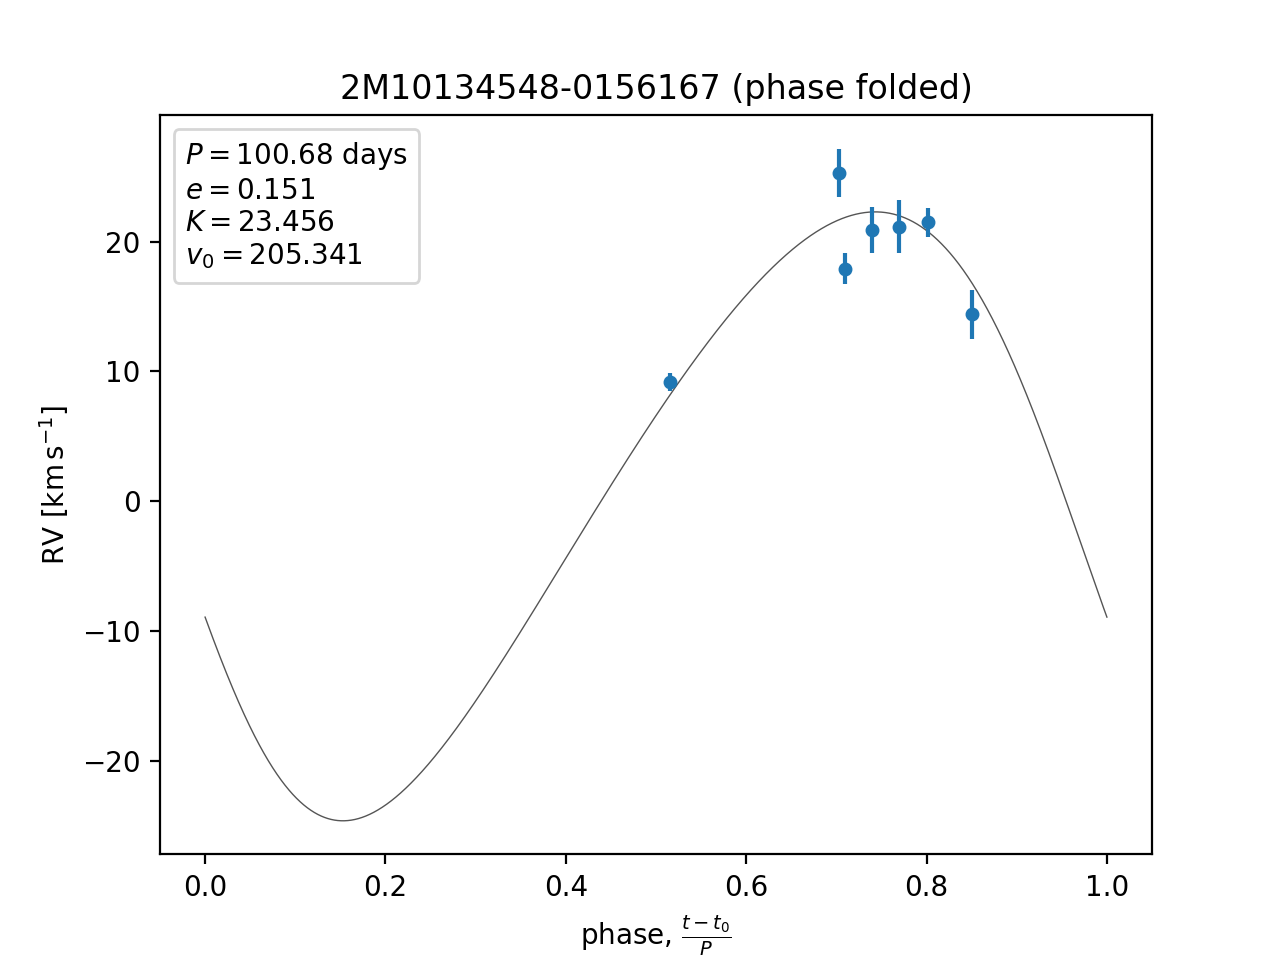 2M10134548-0156167 (phase folded)
P = 100.68 days
e = 0.151
K = 23.456
v₀ = 205.341
20
10
0
−10
−20
RV [km s⁻¹]
0.0 0.2 0.4 0.6 0.8 1.0
phase, (t − t₀)/P